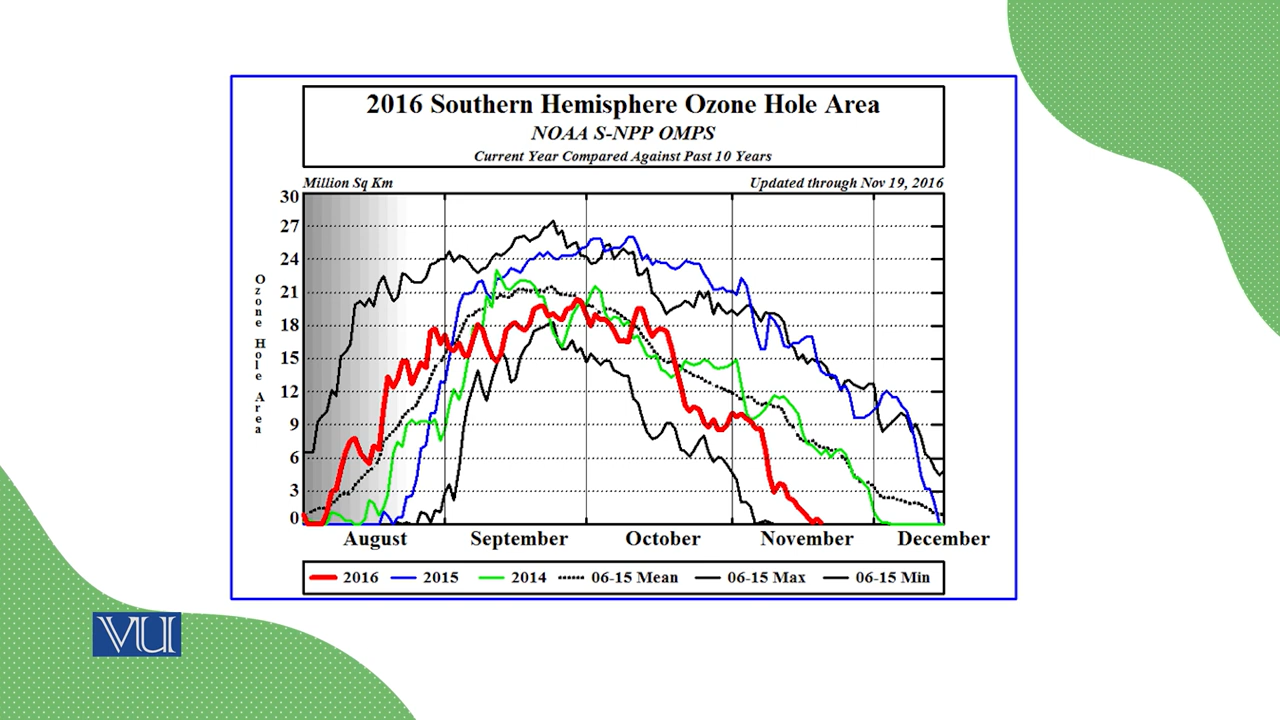 2016 Southern Hemisphere Ozone Hole Area
NOAA S-NPP OMPS
Current Year Compared Against Past 10 Years
Million Sq Km
Updated through Nov 19, 2016
30
27
24
21
18
15
12
9
6
3
0
Ozone Hole Area
August September October November December
2016 2015 2014 06-15 Mean 06-15 Max 06-15 Min
VU